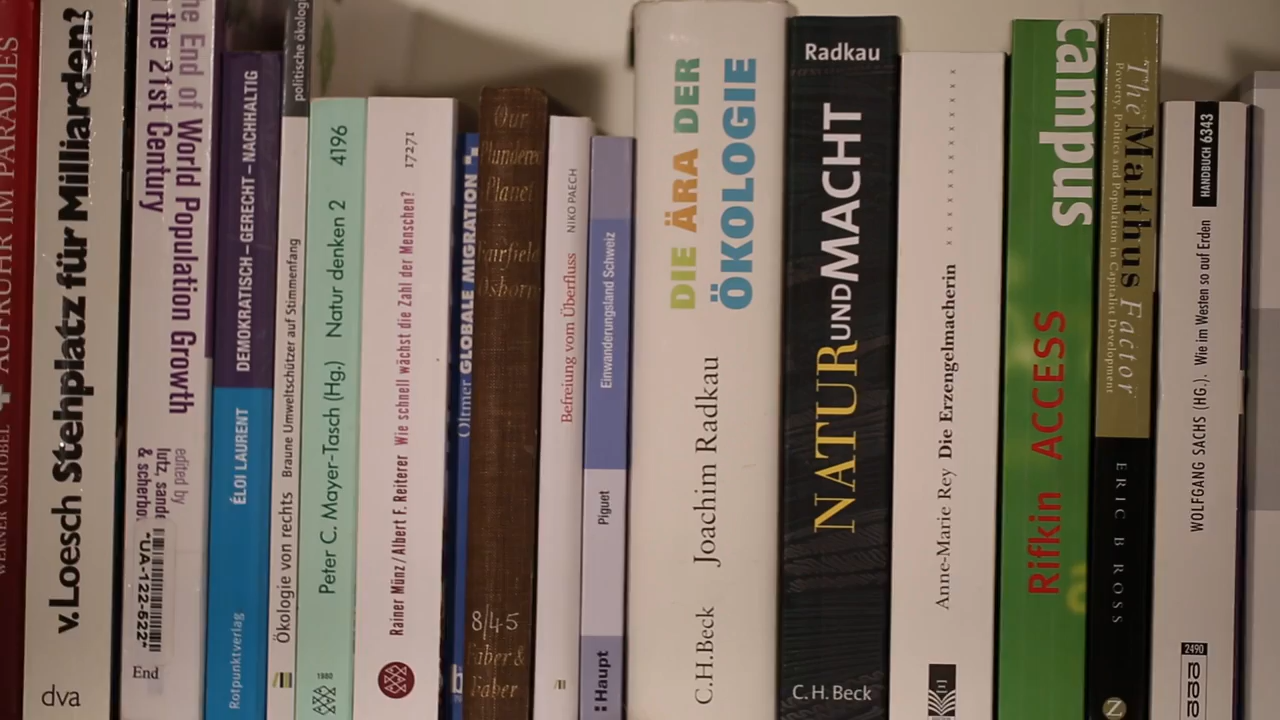 WERNER VONTOBEL + AUFRUHR IM PARADIES
v. Loesch Stehplatz für Milliarden?
dva
End of World Population Growth
the 21st Century
edited by
lutz, sande
& scherbo
"UA-122-622"
End
DEMOKRATISCH – GERECHT – NACHHALTIG
ÉLOI LAURENT
Rotpunktverlag
politische ökolog
Ökologie von rechts Braune Umweltschützer auf Stimmenfang
Peter C. Mayer-Tasch (Hg.) Natur denken 2 4196
1980
Rainer Münz/Albert F. Reiterer Wie schnell wächst die Zahl der Menschen? 17271
Oltmer GLOBALE MIGRATION
b
Our
Plundered
Planet
Fairfield
Osborn
8/45
Faber &
Faber
Befreiung vom Überfluss NIKO PAECH
Einwanderungsland Schweiz
Piguet
Haupt
DIE ÄRA DER
ÖKOLOGIE
Joachim Radkau
C.H.Beck
Radkau
NATUR UND MACHT
C.H.Beck
Anne-Marie Rey Die Erzengelmacherin x x x x x x x x x x x x
[1]
campus
Rifkin ACCESS
The Malthus Factor
Poverty, Politics and Population in Capitalist Development
ERIC B ROSS
HANDBUCH 6343
WOLFGANG SACHS (HG.). Wie im Westen so auf Erden
2490